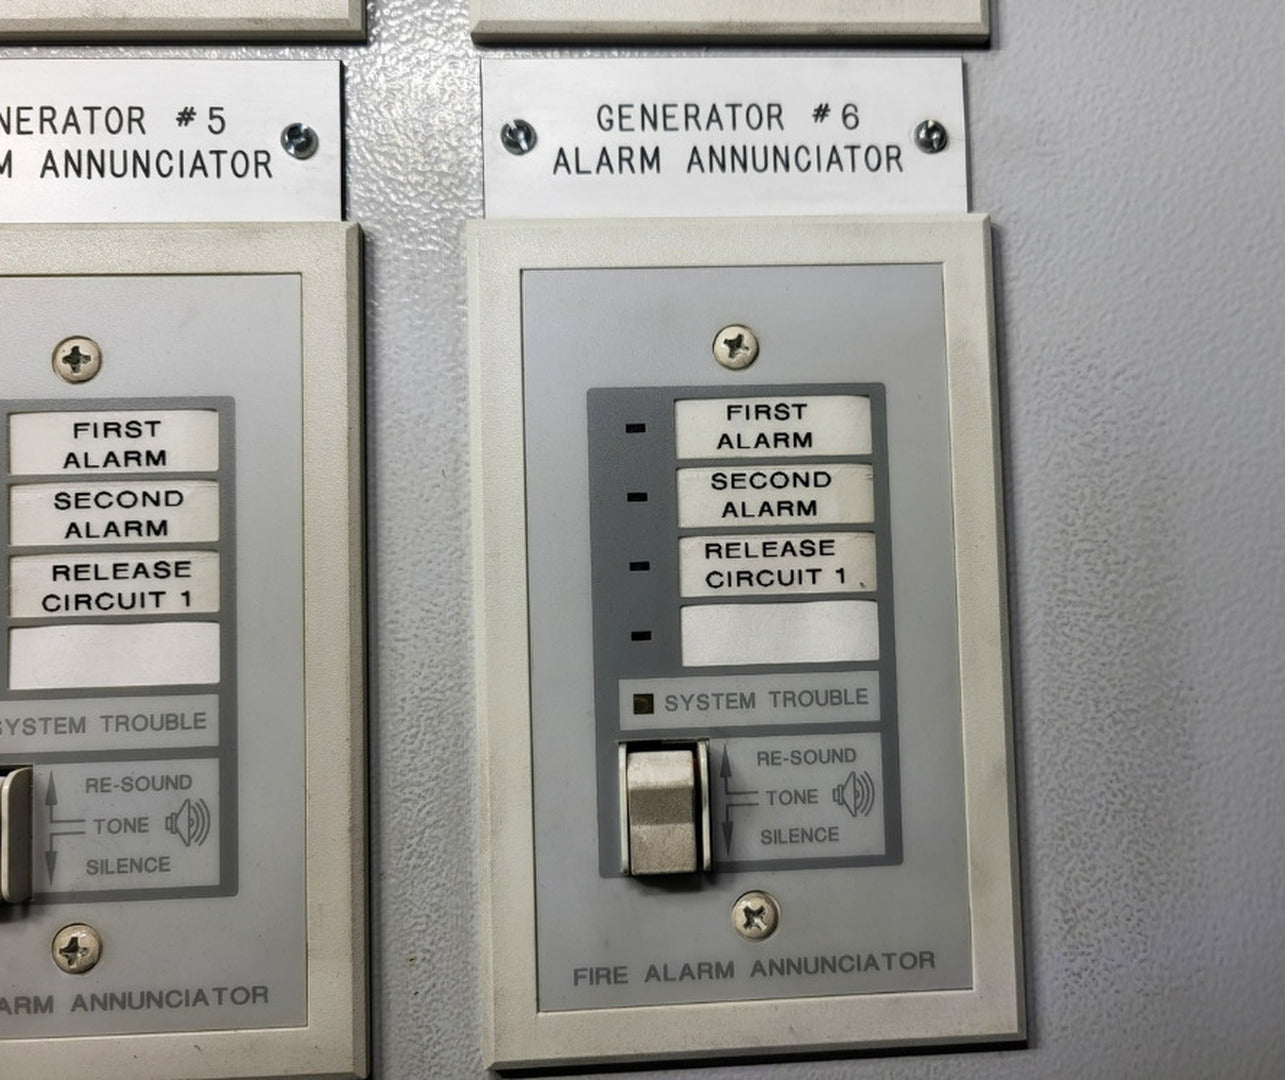 NERATOR #5
M ANNUNCIATOR
FIRST
ALARM
SECOND
ALARM
RELEASE
CIRCUIT 1
SYSTEM TROUBLE
RE-SOUND
TONE
SILENCE
ARM ANNUNCIATOR
GENERATOR #6
ALARM ANNUNCIATOR
FIRST
ALARM
SECOND
ALARM
RELEASE
CIRCUIT 1
SYSTEM TROUBLE
RE-SOUND
TONE
SILENCE
FIRE ALARM ANNUNCIATOR